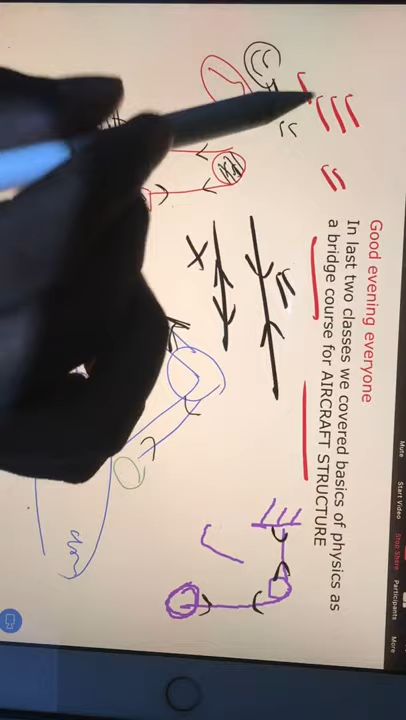 Mute
Start Video
Stop Share
Participants
More
Good evening everyone
In last two classes we covered basics of physics as
a bridge course for AIRCRAFT STRUCTURE